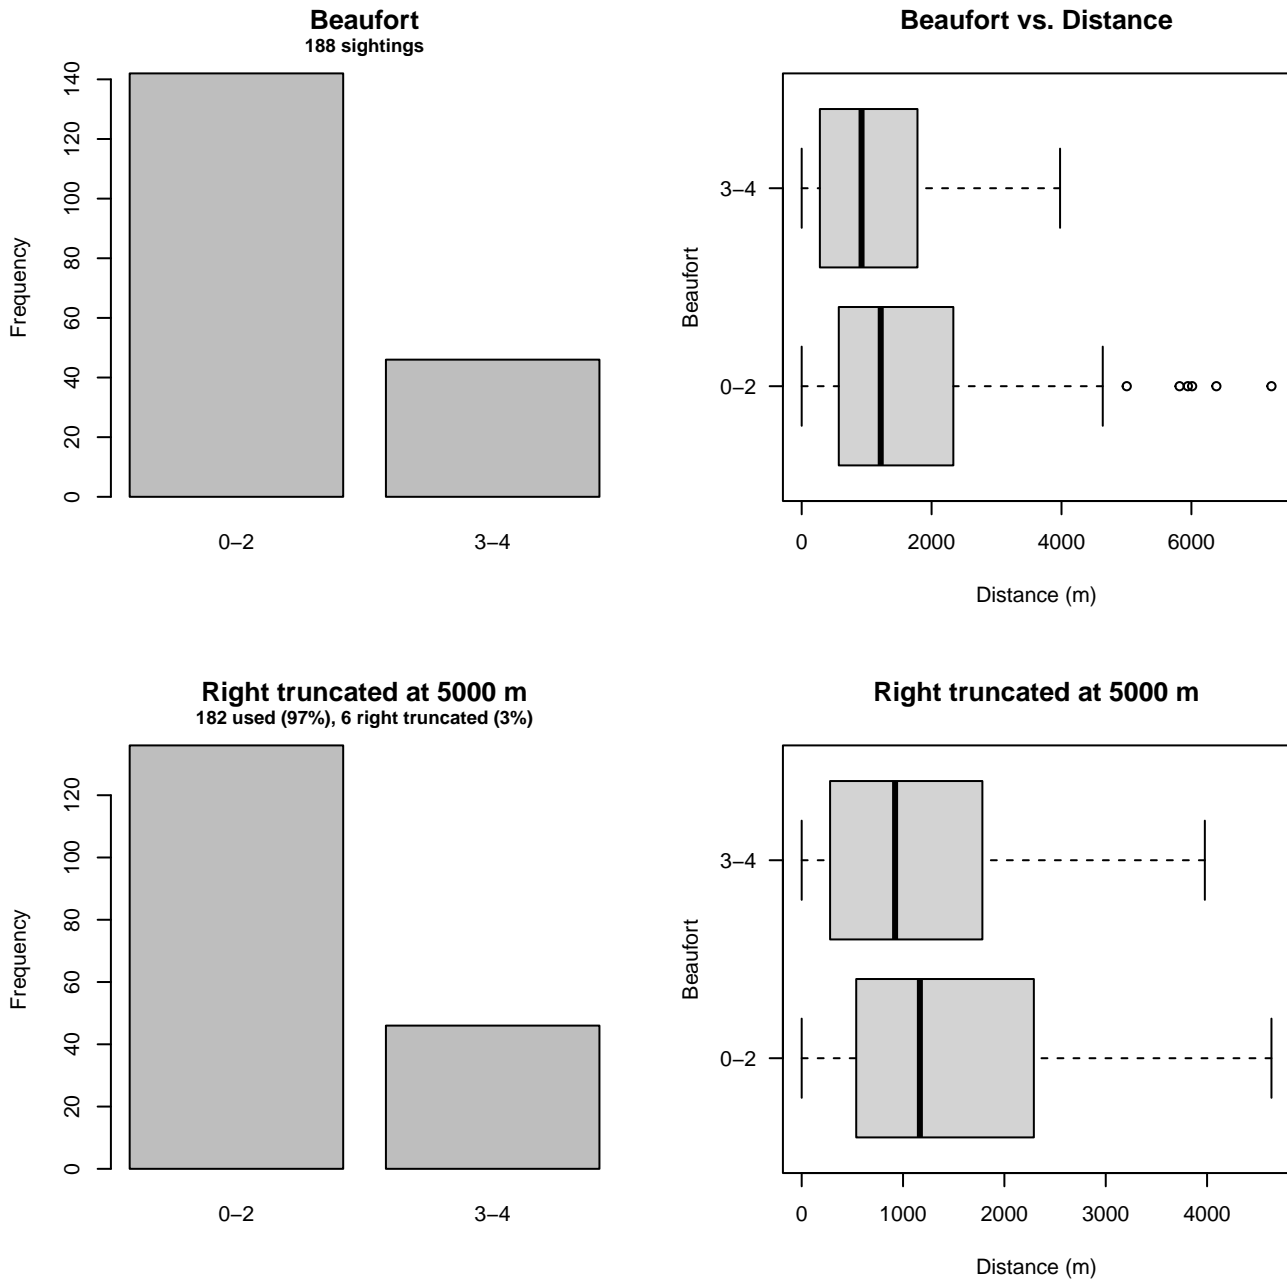 Beaufort
188 sightings
Frequency
0 20 40 60 80 100 120 140
0−2 3−4
Beaufort vs. Distance
Beaufort
3−4
0−2
0 2000 4000 6000
Distance (m)
Right truncated at 5000 m
182 used (97%), 6 right truncated (3%)
Frequency
0 20 40 60 80 100 120
0−2 3−4
Right truncated at 5000 m
Beaufort
3−4
0−2
0 1000 2000 3000 4000
Distance (m)